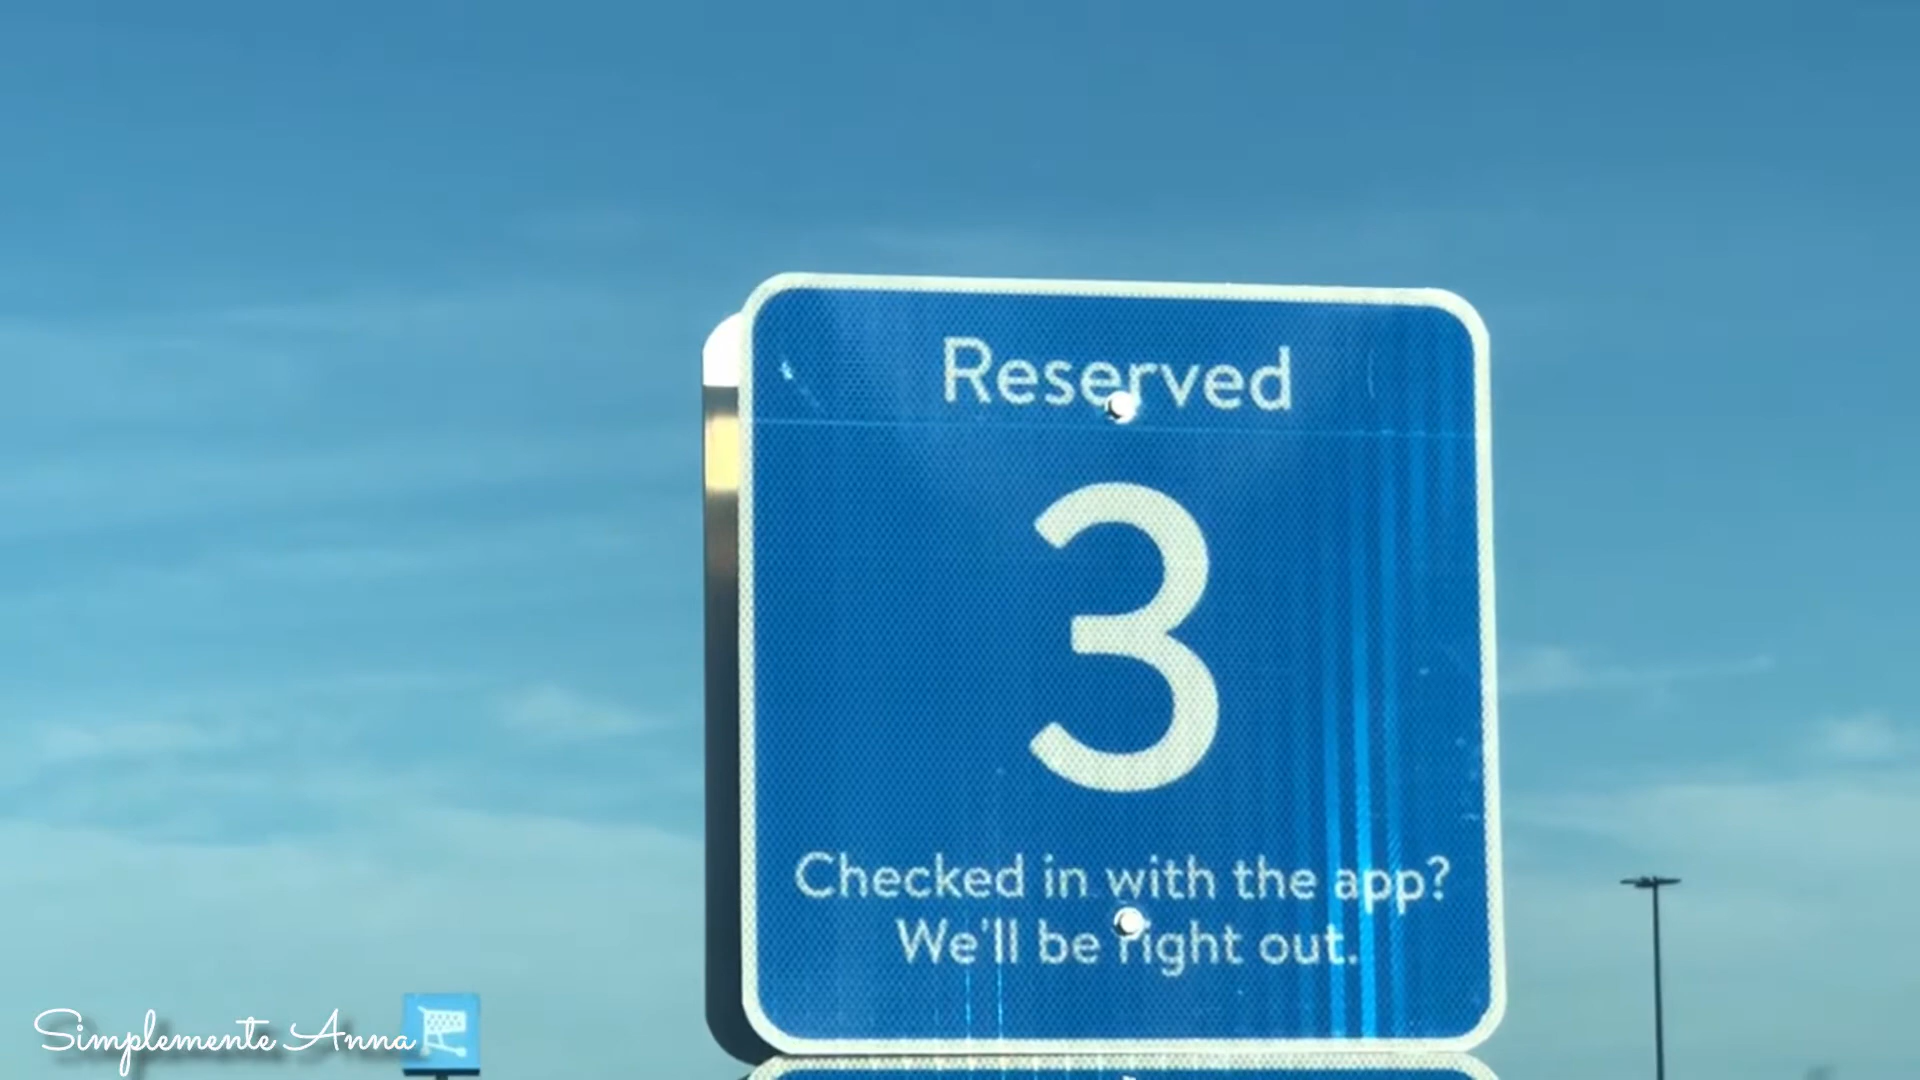 Reserved
3
Checked in with the app?
We'll be right out.
Simplemente Anna